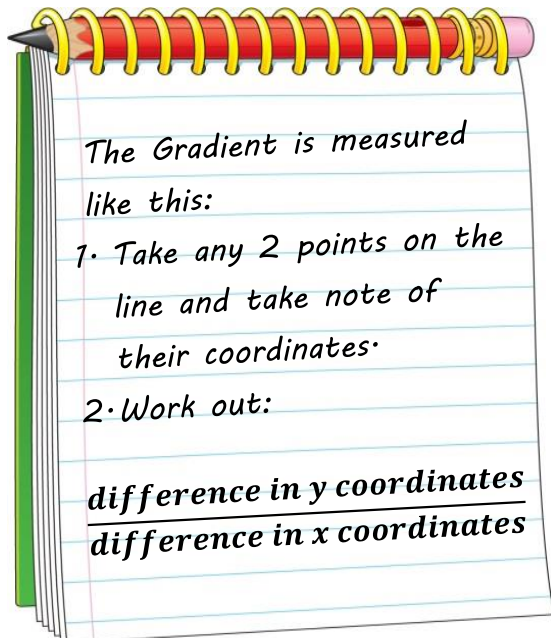 The Gradient is measured
like this:
1. Take any 2 points on the
line and take note of
their coordinates.
2. Work out:
difference in y coordinates
difference in x coordinates